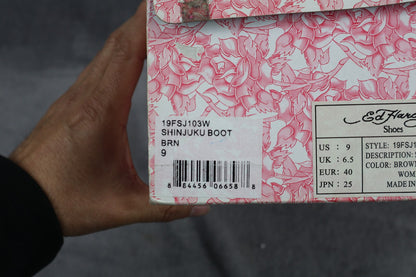 19FSJ103W
SHINJUKU BOOT
BRN
9
8 84456 06658 8
Ed Hardy
Shoes
US : 9
UK : 6.5
EUR : 40
JPN : 25
STYLE: 19FSJ1
DESCRIPTION: S
COLOR: BROW
WOM
MADE IN